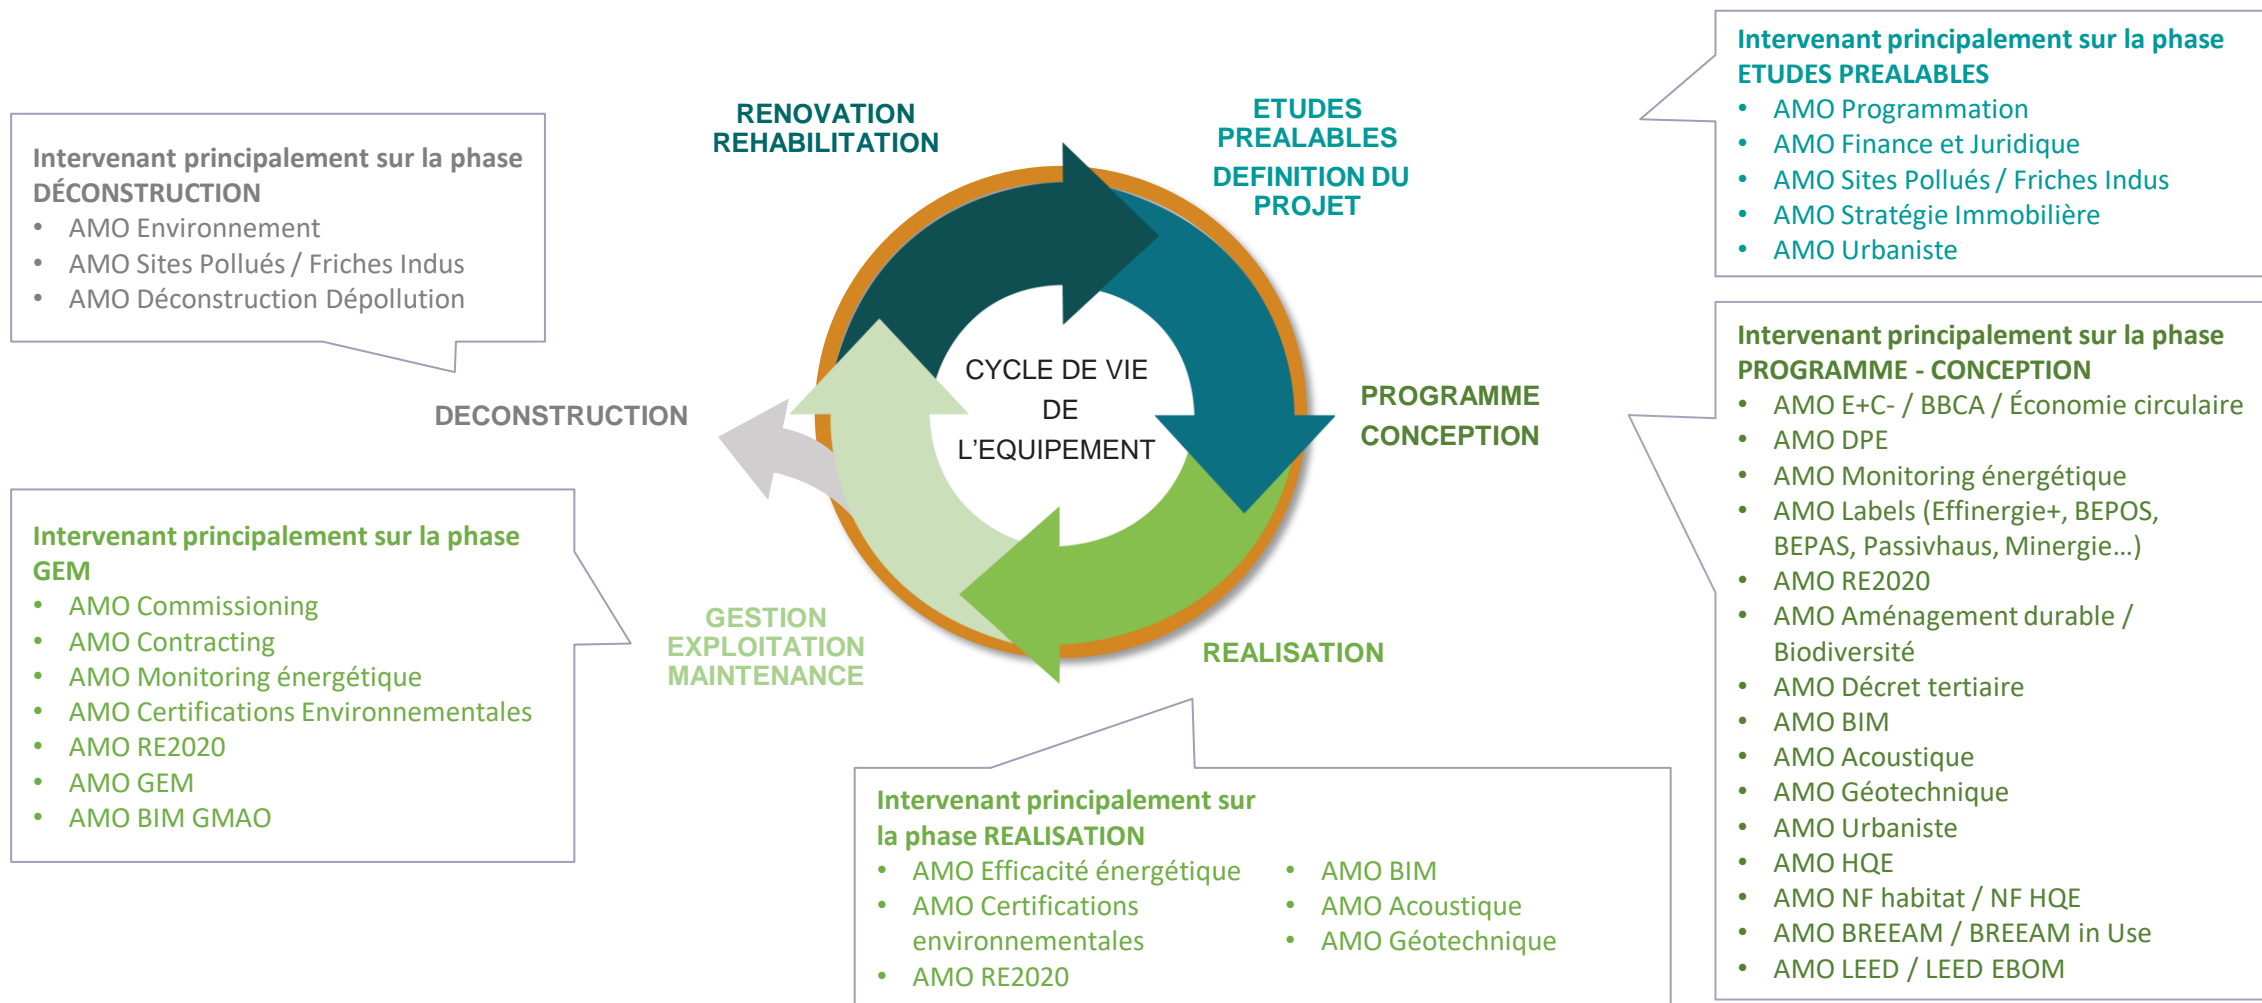 RENOVATION
REHABILITATION
ETUDES
PREALABLES
DEFINITION DU
PROJET
PROGRAMME
CONCEPTION
REALISATION
GESTION
EXPLOITATION
MAINTENANCE
DECONSTRUCTION
CYCLE DE VIE
DE
L’EQUIPEMENT
Intervenant principalement sur la phase
ETUDES PREALABLES
• AMO Programmation
• AMO Finance et Juridique
• AMO Sites Pollués / Friches Indus
• AMO Stratégie Immobilière
• AMO Urbaniste
Intervenant principalement sur la phase
PROGRAMME - CONCEPTION
• AMO E+C- / BBCA / Économie circulaire
• AMO DPE
• AMO Monitoring énergétique
• AMO Labels (Effinergie+, BEPOS,
BEPAS, Passivhaus, Minergie…)
• AMO RE2020
• AMO Aménagement durable /
Biodiversité
• AMO Décret tertiaire
• AMO BIM
• AMO Acoustique
• AMO Géotechnique
• AMO Urbaniste
• AMO HQE
• AMO NF habitat / NF HQE
• AMO BREEAM / BREEAM in Use
• AMO LEED / LEED EBOM
Intervenant principalement sur
la phase REALISATION
• AMO Efficacité énergétique
• AMO Certifications
environnementales
• AMO RE2020
• AMO BIM
• AMO Acoustique
• AMO Géotechnique
Intervenant principalement sur la phase
GEM
• AMO Commissioning
• AMO Contracting
• AMO Monitoring énergétique
• AMO Certifications Environnementales
• AMO RE2020
• AMO GEM
• AMO BIM GMAO
Intervenant principalement sur la phase
DÉCONSTRUCTION
• AMO Environnement
• AMO Sites Pollués / Friches Indus
• AMO Déconstruction Dépollution